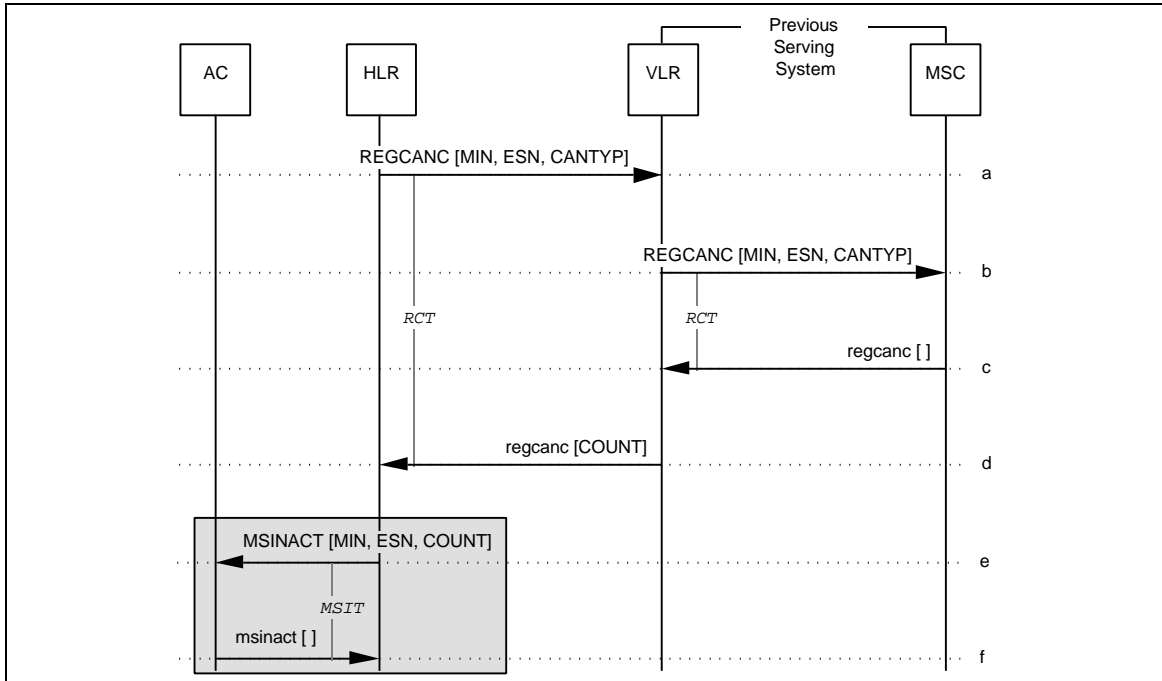 Previous
Serving
System
AC
HLR
VLR
MSC
REGCANC [MIN, ESN, CANTYP]
a
REGCANC [MIN, ESN, CANTYP]
b
RCT
RCT
regcanc [ ]
c
regcanc [COUNT]
d
MSINACT [MIN, ESN, COUNT]
e
MSIT
msinact [ ]
f